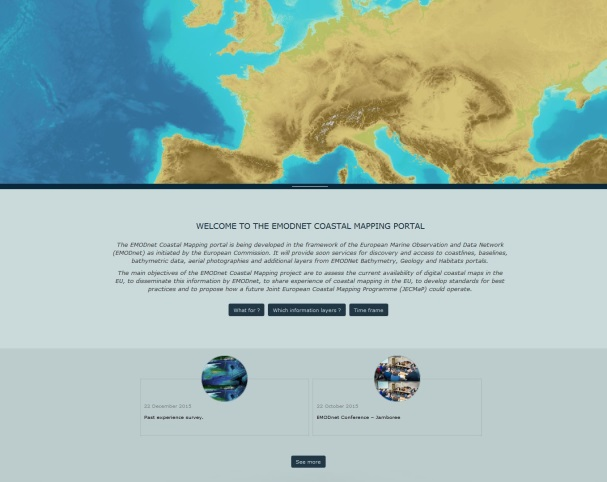 WELCOME TO THE EMODNET COASTAL MAPPING PORTAL
The EMODnet Coastal Mapping portal is being developed in the framework of the European Marine Observation and Data Network
(EMODnet) as initiated by the European Commission. It will provide soon services for discovery and access to coastlines, baselines,
bathymetric data, aerial photographies and additional layers from EMODnet Bathymetry, Geology and Habitats portals.
The main objectives of the EMODnet Coastal Mapping project are to assess the current availability of digital coastal maps in the
EU, to disseminate this information by EMODnet, to share experience of coastal mapping in the EU, to develop standards for best
practices and to propose how a future Joint European Coastal Mapping Programme (JECMaP) could operate.
What for ? Which information layers ? Time frame
22 December 2015
Past experience survey.
22 October 2015
EMODnet Conference – Jamboree
See more